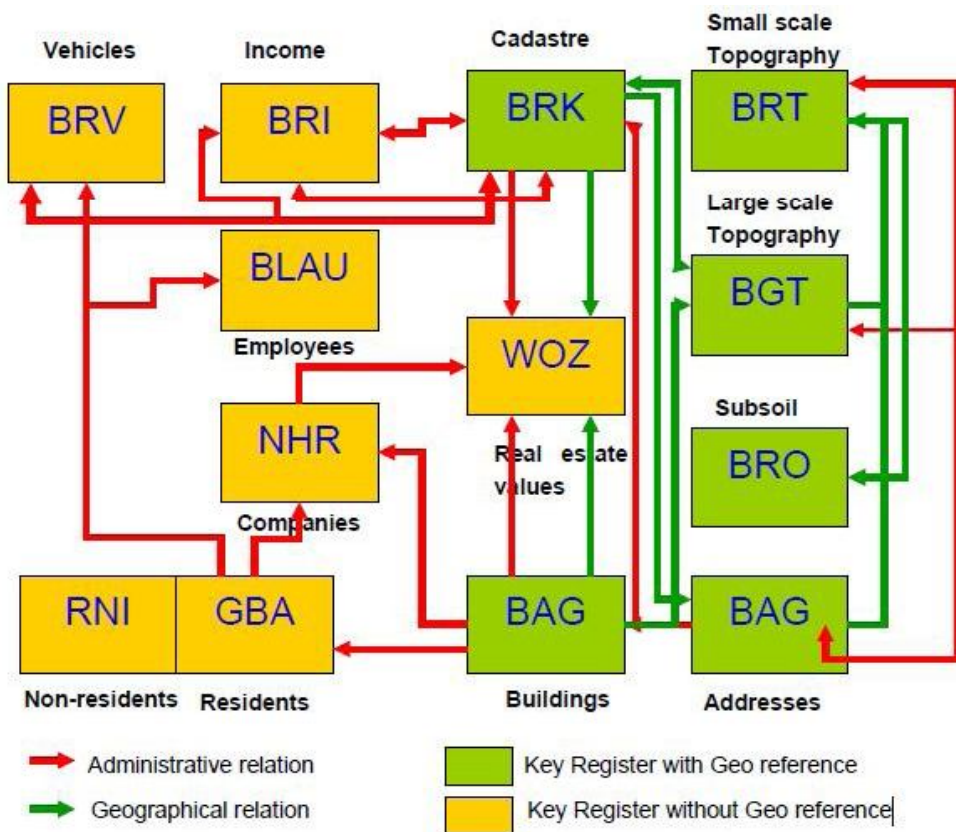 Vehicles
Income
Cadastre
Small scale
Topography
BRV
BRI
BRK
BRT
Large scale
Topography
BLAU
BGT
Employees
WOZ
NHR
Subsoil
Real estate
values
BRO
Companies
RNI
GBA
BAG
BAG
Non-residents
Residents
Buildings
Addresses
Administrative relation
Key Register with Geo reference
Geographical relation
Key Register without Geo reference